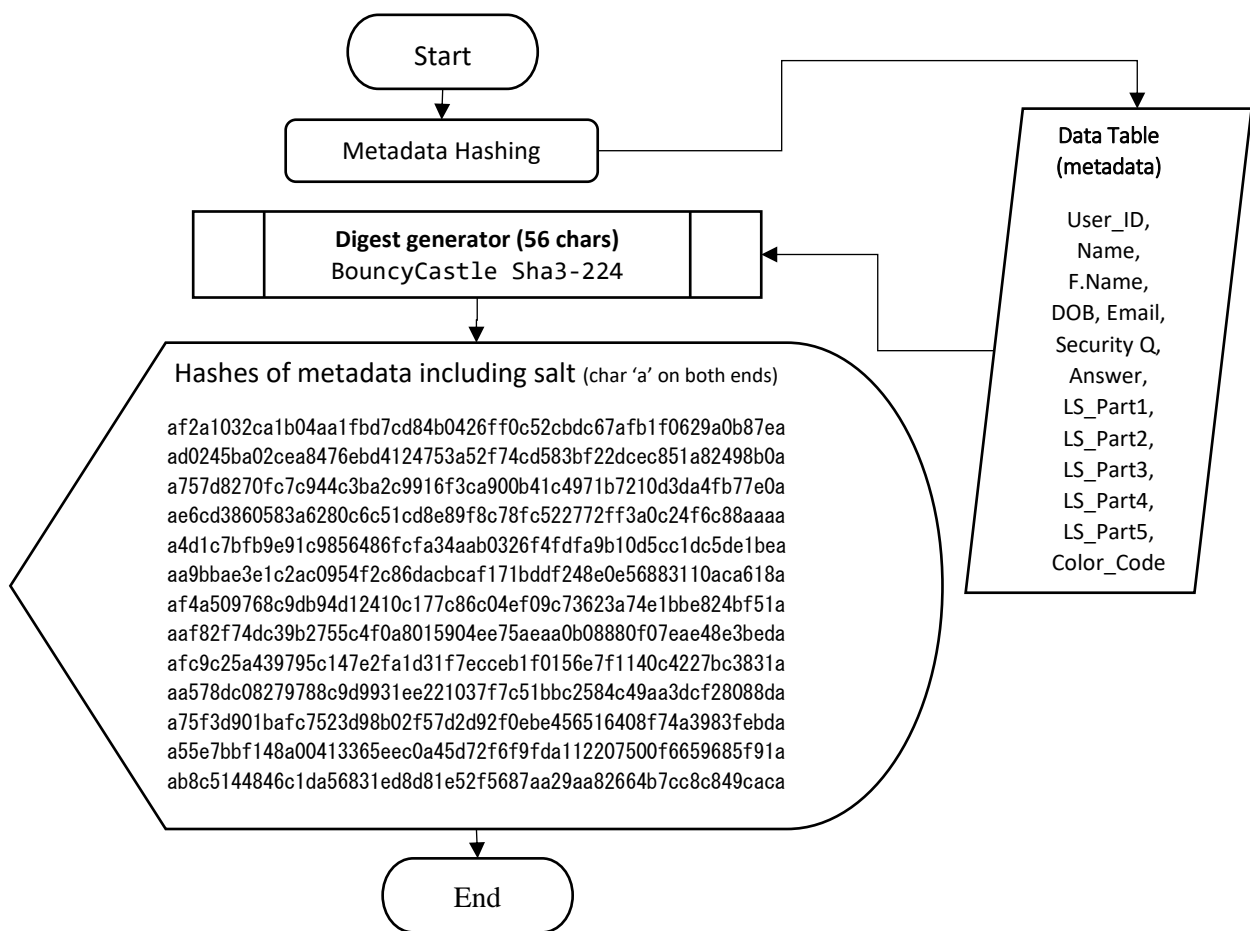 Start
Metadata Hashing
Data Table
(metadata)
User_ID,
Name,
F.Name,
DOB, Email,
Security Q,
Answer,
LS_Part1,
LS_Part2,
LS_Part3,
LS_Part4,
LS_Part5,
Color_Code
Digest generator (56 chars)
BouncyCastle Sha3-224
Hashes of metadata including salt (char ‘a’ on both ends)
af2a1032ca1b04aa1fbd7cd84b0426ff0c52cbdc67afb1f0629a0b87ea
ad0245ba02cea8476ebd4124753a52f74cd583bf22dcec851a82498b0a
a757d8270fc7c944c3ba2c9916f3ca900b41c4971b7210d3da4fb77e0a
ae6cd3860583a6280c6c51cd8e89f8c78fc522772ff3a0c24f6c88aaaa
a4d1c7bfb9e91c9856486fcfa34aab0326f4fdfa9b10d5cc1dc5de1bea
aa9bbae3e1c2ac0954f2c86dacbcaf171bddf248e0e56883110aca618a
af4a509768c9db94d12410c177c86c04ef09c73623a74e1bbe824bf51a
aaf82f74dc39b2755c4f0a8015904ee75aeaa0b08880f07eae48e3beda
afc9c25a439795c147e2fa1d31f7ecceb1f0156e7f1140c4227bc3831a
aa578dc08279788c9d9931ee221037f7c51bbc2584c49aa3dcf28088da
a75f3d901bafc7523d98b02f57d2d92f0ebe456516408f74a3983febda
a55e7bbf148a00413365eec0a45d72f6f9fda112207500f6659685f91a
ab8c5144846c1da56831ed8d81e52f5687aa29aa82664b7cc8c849caca
End